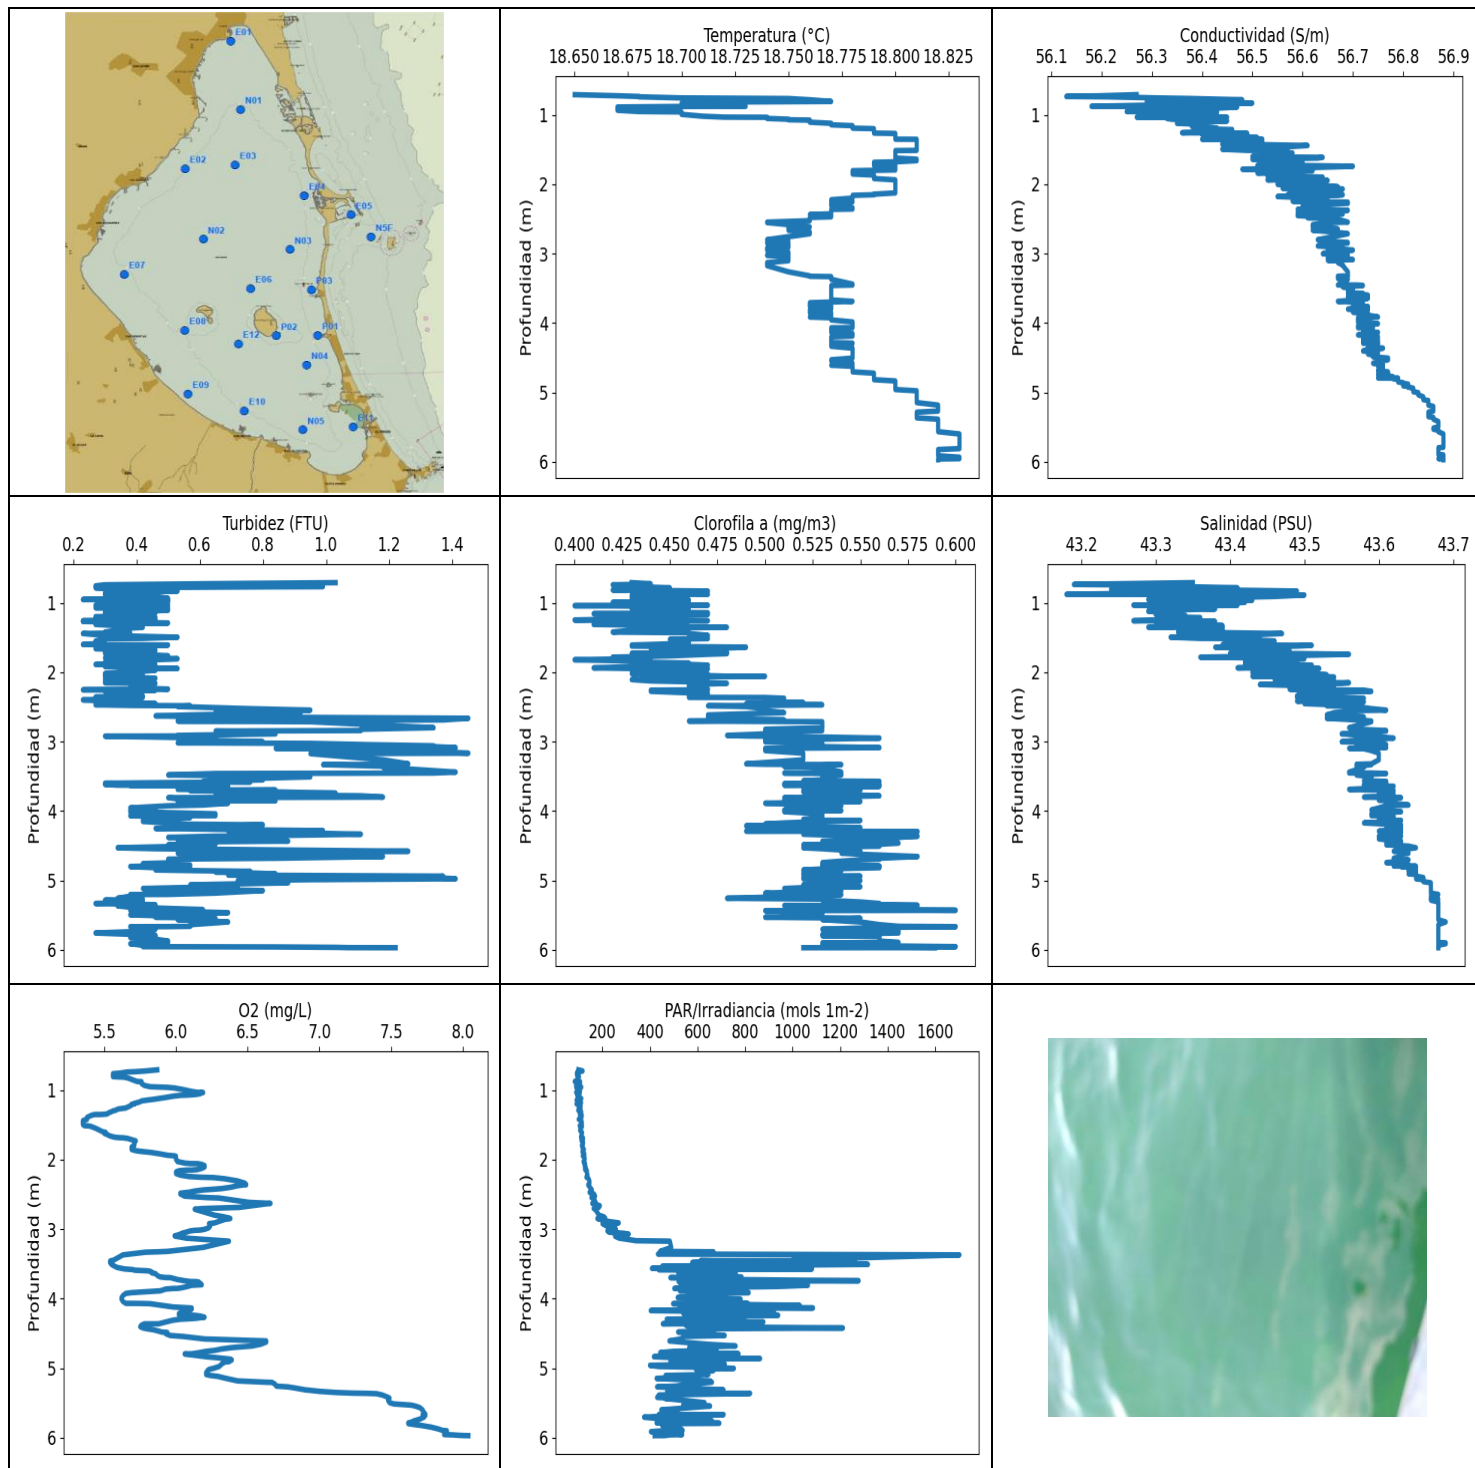 E01
N01
E02
E03
E04
E05
N5F
N02
N03
E07
E06
P03
E08
P02
P01
E12
N04
E09
E10
N05
E11
Temperatura (°C)
18.650 18.675 18.700 18.725 18.750 18.775 18.800 18.825
Profundidad (m)
1
2
3
4
5
6
Conductividad (S/m)
56.1 56.2 56.3 56.4 56.5 56.6 56.7 56.8 56.9
Profundidad (m)
1
2
3
4
5
6
Turbidez (FTU)
0.2 0.4 0.6 0.8 1.0 1.2 1.4
Profundidad (m)
1
2
3
4
5
6
Clorofila a (mg/m3)
0.400 0.425 0.450 0.475 0.500 0.525 0.550 0.575 0.600
Profundidad (m)
1
2
3
4
5
6
Salinidad (PSU)
43.2 43.3 43.4 43.5 43.6 43.7
Profundidad (m)
1
2
3
4
5
6
O2 (mg/L)
5.5 6.0 6.5 7.0 7.5 8.0
Profundidad (m)
1
2
3
4
5
6
PAR/Irradiancia (mols 1m-2)
200 400 600 800 1000 1200 1400 1600
Profundidad (m)
1
2
3
4
5
6